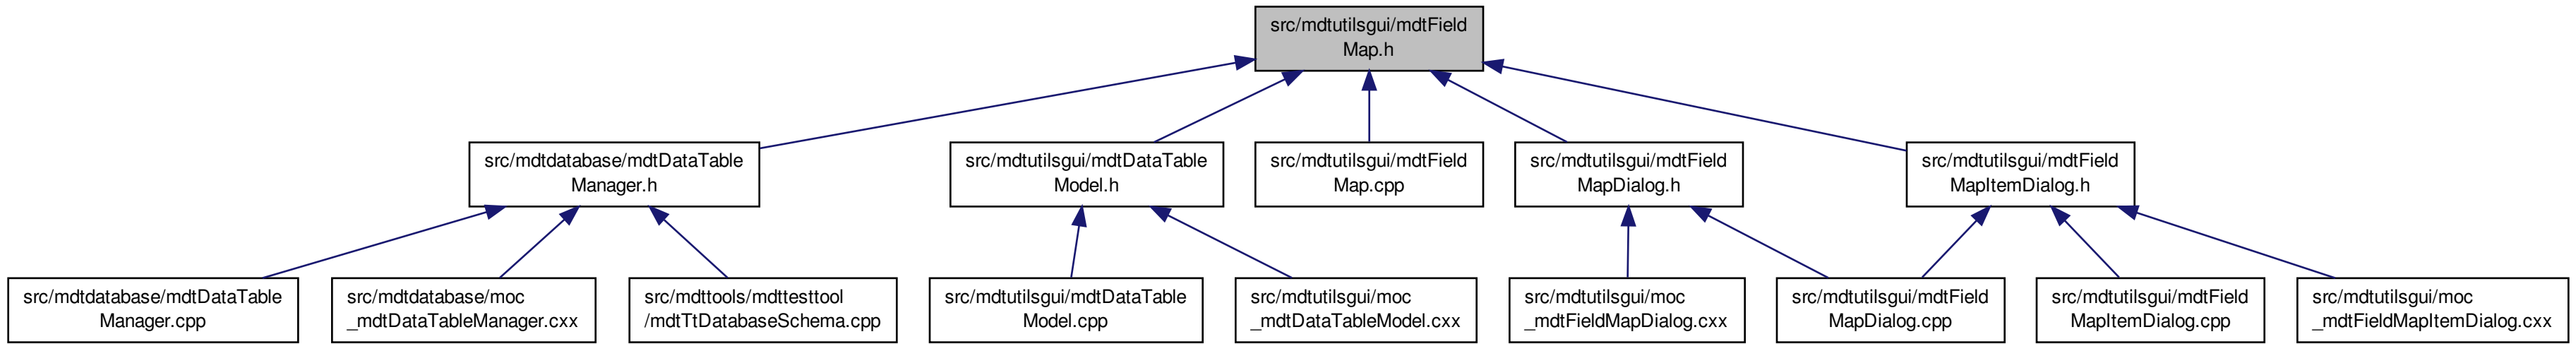 src/mdtutilsgui/mdtField
Map.h
src/mdtdatabase/mdtDataTable
Manager.h
src/mdtutilsgui/mdtDataTable
Model.h
src/mdtutilsgui/mdtField
Map.cpp
src/mdtutilsgui/mdtField
MapDialog.h
src/mdtutilsgui/mdtField
MapItemDialog.h
src/mdtdatabase/mdtDataTable
Manager.cpp
src/mdtdatabase/moc
_mdtDataTableManager.cxx
src/mdttools/mdttesttool
/mdtTtDatabaseSchema.cpp
src/mdtutilsgui/mdtDataTable
Model.cpp
src/mdtutilsgui/moc
_mdtDataTableModel.cxx
src/mdtutilsgui/moc
_mdtFieldMapDialog.cxx
src/mdtutilsgui/mdtField
MapDialog.cpp
src/mdtutilsgui/mdtField
MapItemDialog.cpp
src/mdtutilsgui/moc
_mdtFieldMapItemDialog.cxx